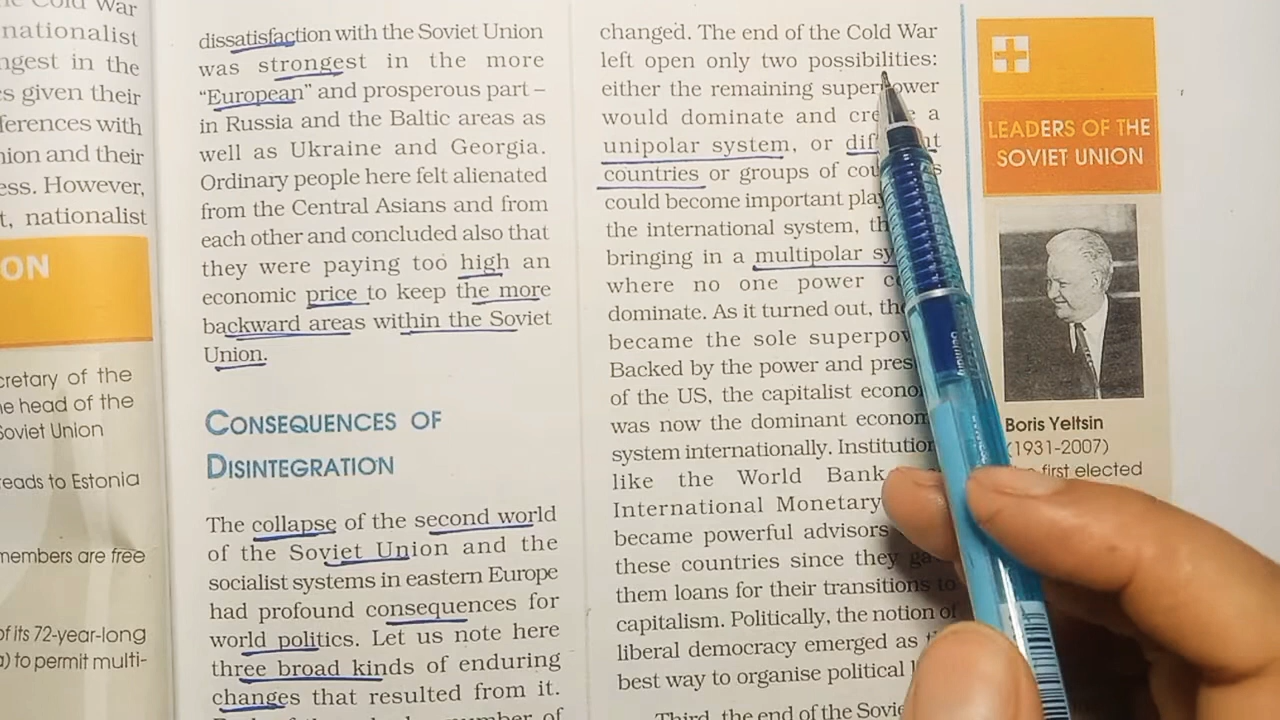 Cold War
nationalist
ngest in the
s given their
ferences with
nion and their
ess. However,
t, nationalist
ON
cretary of the
e head of the
Soviet Union
reads to Estonia
members are free
of its 72-year-long
to permit multi-
dissatisfaction with the Soviet Union
was strongest in the more
“European” and prosperous part –
in Russia and the Baltic areas as
well as Ukraine and Georgia.
Ordinary people here felt alienated
from the Central Asians and from
each other and concluded also that
they were paying too high an
economic price to keep the more
backward areas within the Soviet
Union.
CONSEQUENCES OF
DISINTEGRATION
The collapse of the second world
of the Soviet Union and the
socialist systems in eastern Europe
had profound consequences for
world politics. Let us note here
three broad kinds of enduring
changes that resulted from it.
number of
changed. The end of the Cold War
left open only two possibilities:
either the remaining superpower
would dominate and a
unipolar system, or
countries or groups of
could become important
the international system,
bringing in a multipolar
where no one power
dominate. As it turned out,
became the sole
Backed by the power and
of the US, the capitalist
was now the dominant
system internationally.
like the World Bank
International Monetary
became powerful advisors
these countries since they
them loans for their transitions to
capitalism. Politically, the notion of
liberal democracy emerged as
best way to organise political
Third, the end of the
LEADERS OF THE
SOVIET UNION
Boris Yeltsin
(1931-2007)
first elected